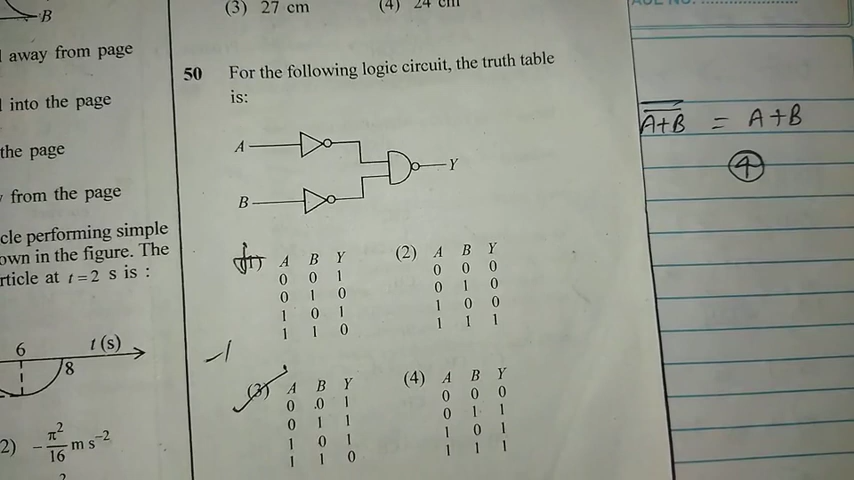 B
(3) 27 cm (4) 24 cm
away from page
into the page
the page
from the page
cle performing simple
own in the figure. The
rticle at t = 2 s is :
6 t (s)
8
2) -π²/16 m s⁻²
50 For the following logic circuit, the truth table
is:
A
Y
B
(1) A B Y
0 0 1
0 1 0
1 0 1
1 1 0
(2) A B Y
0 0 0
0 1 0
1 0 0
1 1 1
(3) A B Y
0 0 1
0 1 1
1 0 1
1 1 0
(4) A B Y
0 0 0
0 1 1
1 0 1
1 1 1
-1
A+B = A+B
4